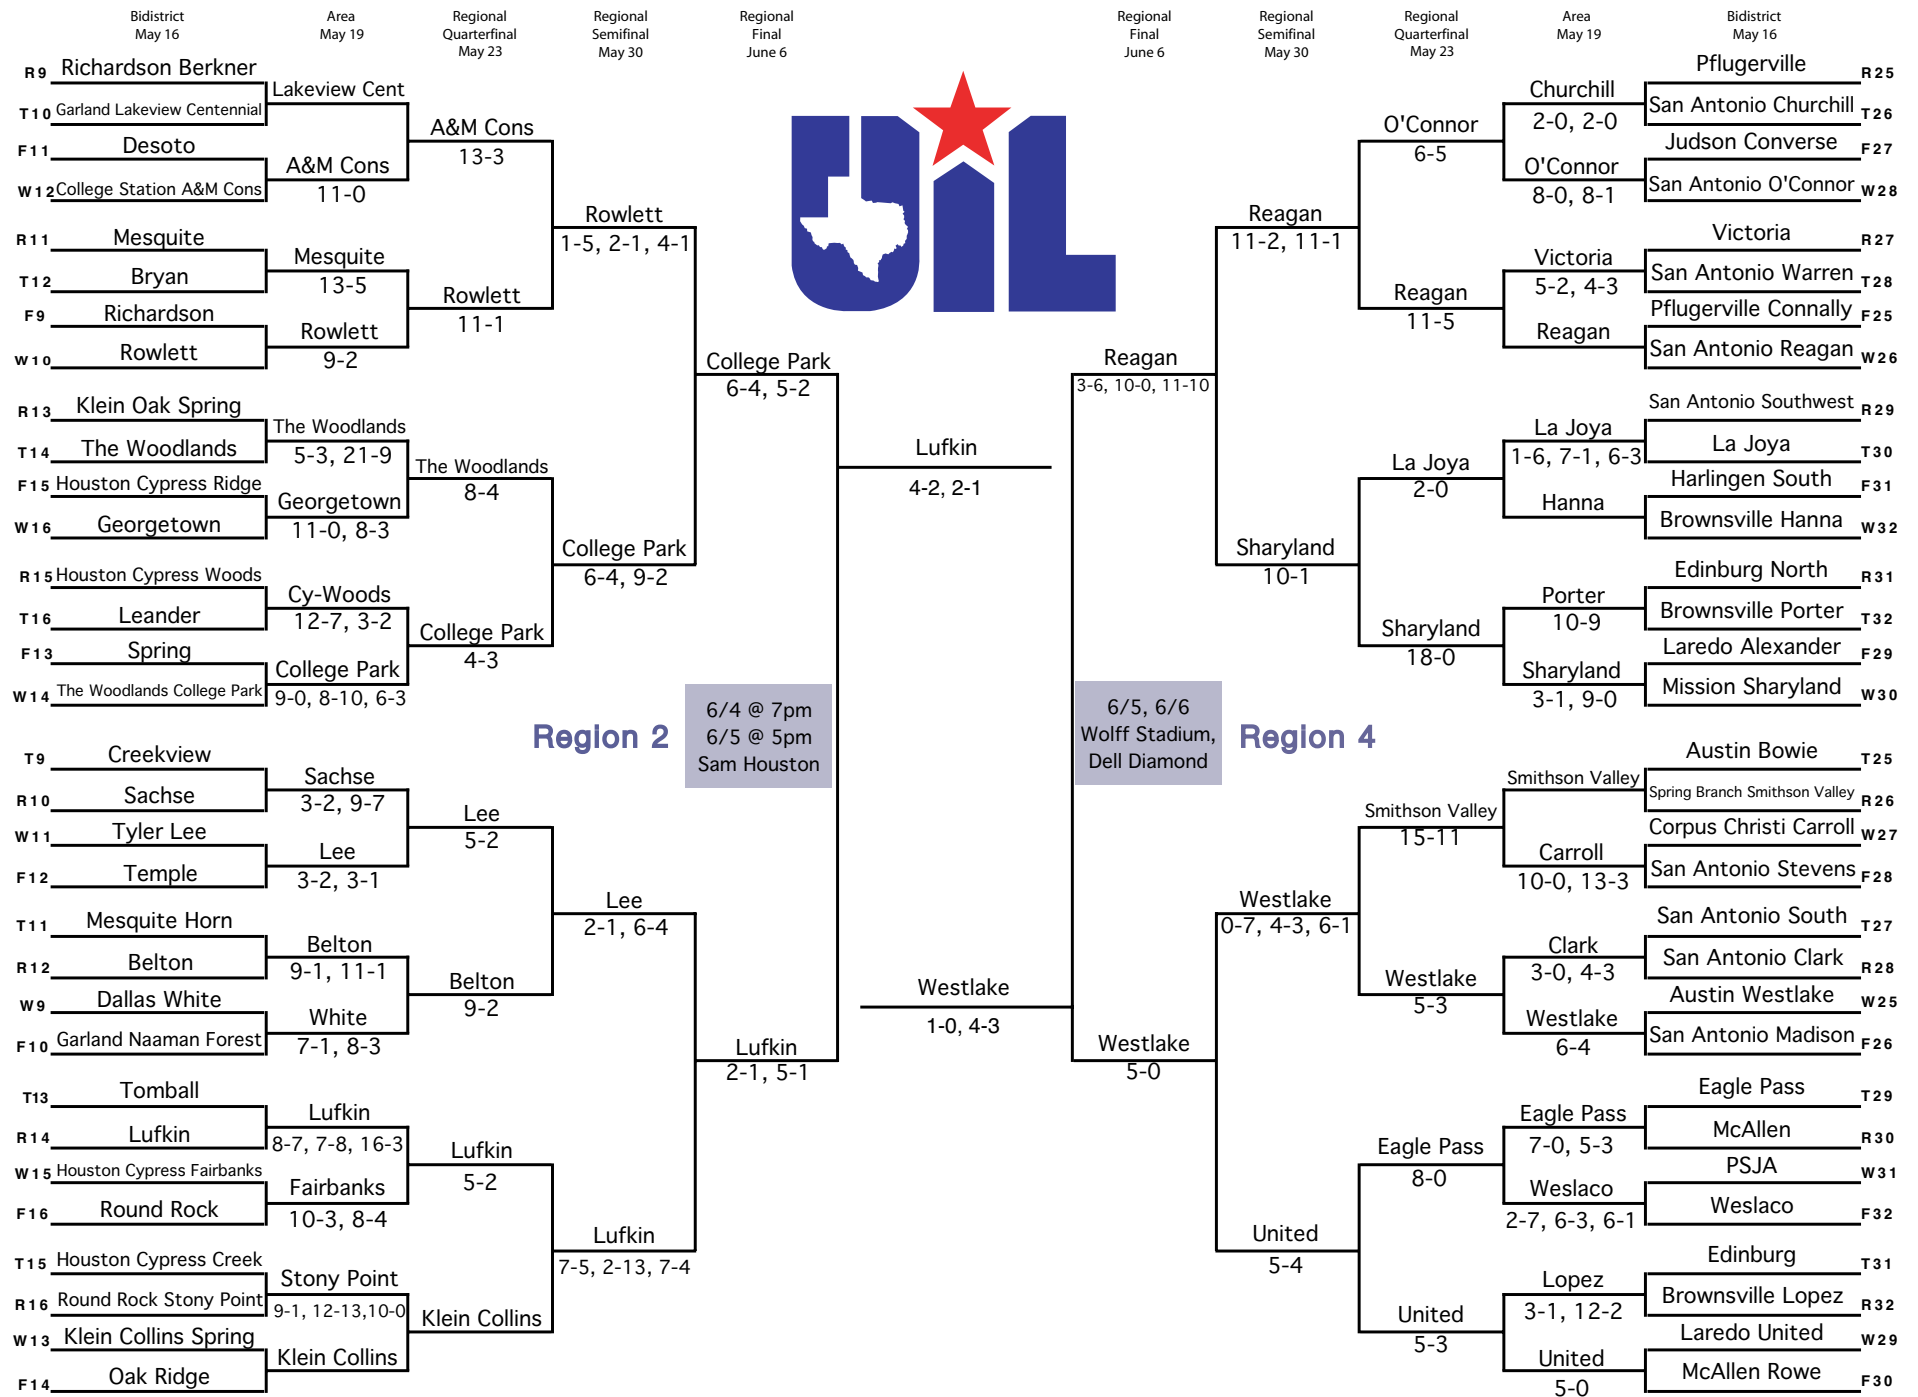 Bidistrict
May 16
Area
May 19
Regional
Quarterfinal
May 23
Regional
Semifinal
May 30
Regional
Final
June 6
Regional
Final
June 6
Regional
Semifinal
May 30
Regional
Quarterfinal
May 23
Area
May 19
Bidistrict
May 16
R9 Richardson Berkner
T10 Garland Lakeview Centennial
F11 Desoto
W12 College Station A&M Cons
R11 Mesquite
T12 Bryan
F9 Richardson
W10 Rowlett
R13 Klein Oak Spring
T14 The Woodlands
F15 Houston Cypress Ridge
W16 Georgetown
R15 Houston Cypress Woods
T16 Leander
F13 Spring
W14 The Woodlands College Park
T9 Creekview
R10 Sachse
W11 Tyler Lee
F12 Temple
T11 Mesquite Horn
R12 Belton
W9 Dallas White
F10 Garland Naaman Forest
T13 Tomball
R14 Lufkin
W15 Houston Cypress Fairbanks
F16 Round Rock
T15 Houston Cypress Creek
R16 Round Rock Stony Point
W13 Klein Collins Spring
F14 Oak Ridge
Lakeview Cent
A&M Cons
11-0
Mesquite
13-5
Rowlett
9-2
The Woodlands
5-3, 21-9
Georgetown
11-0, 8-3
Cy-Woods
12-7, 3-2
College Park
9-0, 8-10, 6-3
Sachse
3-2, 9-7
Lee
3-2, 3-1
Belton
9-1, 11-1
White
7-1, 8-3
Lufkin
8-7, 7-8, 16-3
Fairbanks
10-3, 8-4
Stony Point
9-1, 12-13,10-0
Klein Collins
A&M Cons
13-3
Rowlett
11-1
The Woodlands
8-4
College Park
4-3
Lee
5-2
Belton
9-2
Lufkin
5-2
Klein Collins
Rowlett
1-5, 2-1, 4-1
College Park
6-4, 9-2
Lee
2-1, 6-4
Lufkin
7-5, 2-13, 7-4
College Park
6-4, 5-2
Lufkin
2-1, 5-1
Region 2
6/4 @ 7pm
6/5 @ 5pm
Sam Houston
UIL
Lufkin
4-2, 2-1
Westlake
1-0, 4-3
Reagan
3-6, 10-0, 11-10
Westlake
5-0
6/5, 6/6
Wolff Stadium,
Dell Diamond
Region 4
Reagan
11-2, 11-1
Sharyland
10-1
Westlake
0-7, 4-3, 6-1
United
5-4
O'Connor
6-5
Reagan
11-5
La Joya
2-0
Sharyland
18-0
Smithson Valley
15-11
Westlake
5-3
Eagle Pass
8-0
United
5-3
Churchill
2-0, 2-0
O'Connor
8-0, 8-1
Victoria
5-2, 4-3
Reagan
La Joya
1-6, 7-1, 6-3
Hanna
Porter
10-9
Sharyland
3-1, 9-0
Smithson Valley
Carroll
10-0, 13-3
Clark
3-0, 4-3
Westlake
6-4
Eagle Pass
7-0, 5-3
Weslaco
2-7, 6-3, 6-1
Lopez
3-1, 12-2
United
5-0
Pflugerville R25
San Antonio Churchill T26
Judson Converse F27
San Antonio O'Connor W28
Victoria R27
San Antonio Warren T28
Pflugerville Connally F25
San Antonio Reagan W26
San Antonio Southwest R29
La Joya T30
Harlingen South F31
Brownsville Hanna W32
Edinburg North R31
Brownsville Porter T32
Laredo Alexander F29
Mission Sharyland W30
Austin Bowie T25
Spring Branch Smithson Valley R26
Corpus Christi Carroll W27
San Antonio Stevens F28
San Antonio South T27
San Antonio Clark R28
Austin Westlake W25
San Antonio Madison F26
Eagle Pass T29
McAllen R30
PSJA W31
Weslaco F32
Edinburg T31
Brownsville Lopez R32
Laredo United W29
McAllen Rowe F30